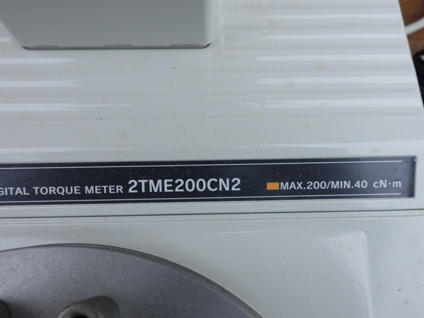 GITAL TORQUE METER 2TME200CN2 MAX.200/MIN.40 cN·m